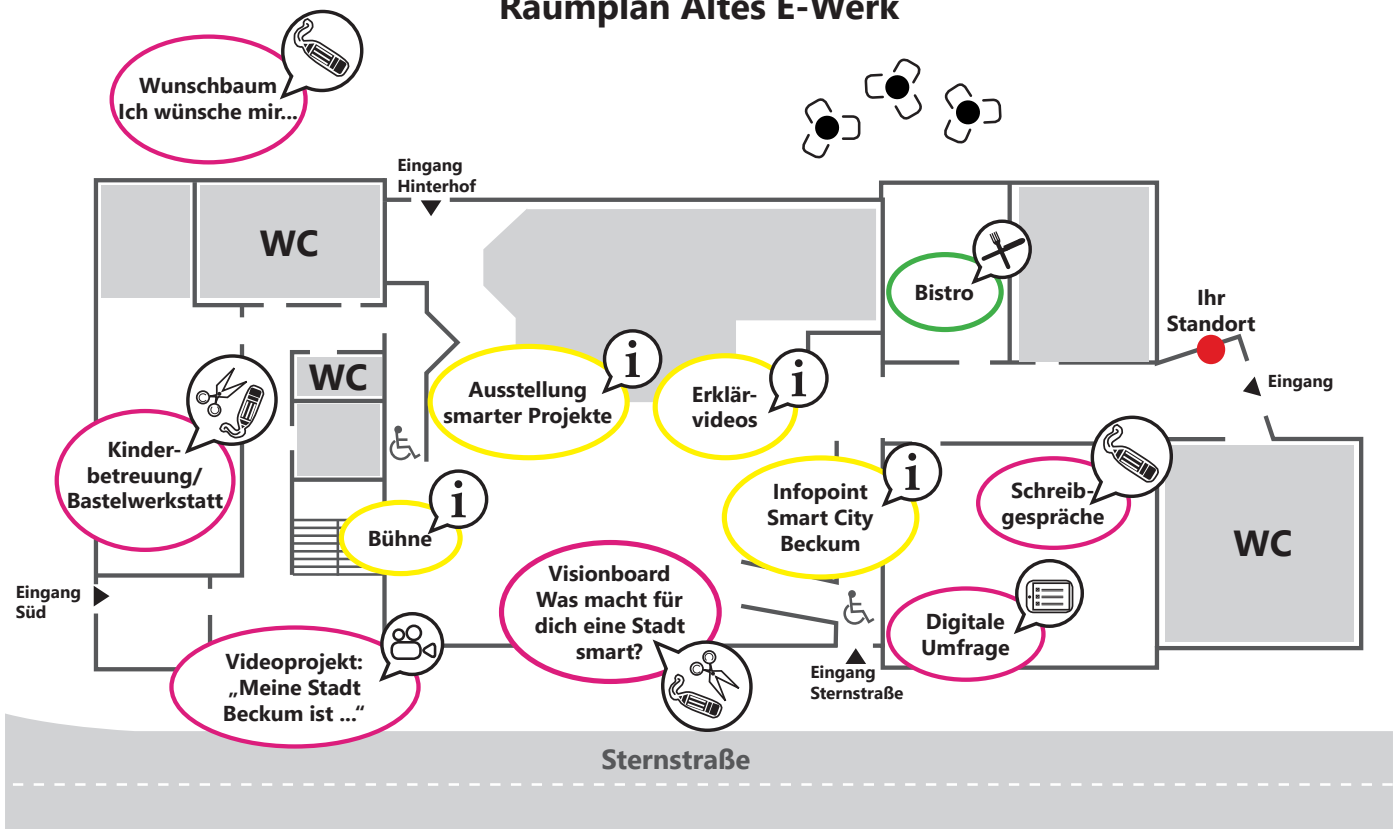 Raumplan Altes E-Werk
Wunschbaum
Ich wünsche mir...
Eingang
Hinterhof
WC
Bistro
Ihr
Standort
Eingang
WC
Ausstellung
smarter Projekte
i
Erklär-
videos
i
Kinder-
betreuung/
Bastelwerkstatt
Bühne
i
Infopoint
Smart City
Beckum
i
Schreib-
gespräche
WC
Eingang
Süd
Visionboard
Was macht für
dich eine Stadt
smart?
Digitale
Umfrage
Videoprojekt:
„Meine Stadt
Beckum ist ...“
Eingang
Sternstraße
Sternstraße